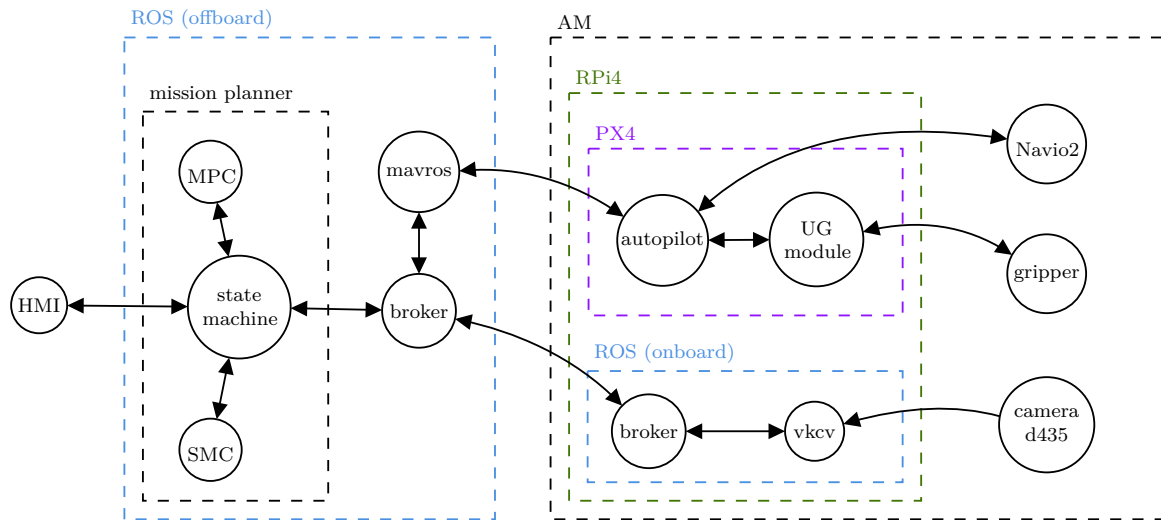 ROS (offboard)
AM
mission planner
RPi4
PX4
MPC
mavros
Navio2
autopilot
UG
module
gripper
HMI
state
machine
broker
ROS (onboard)
SMC
broker
vkcv
camera
d435